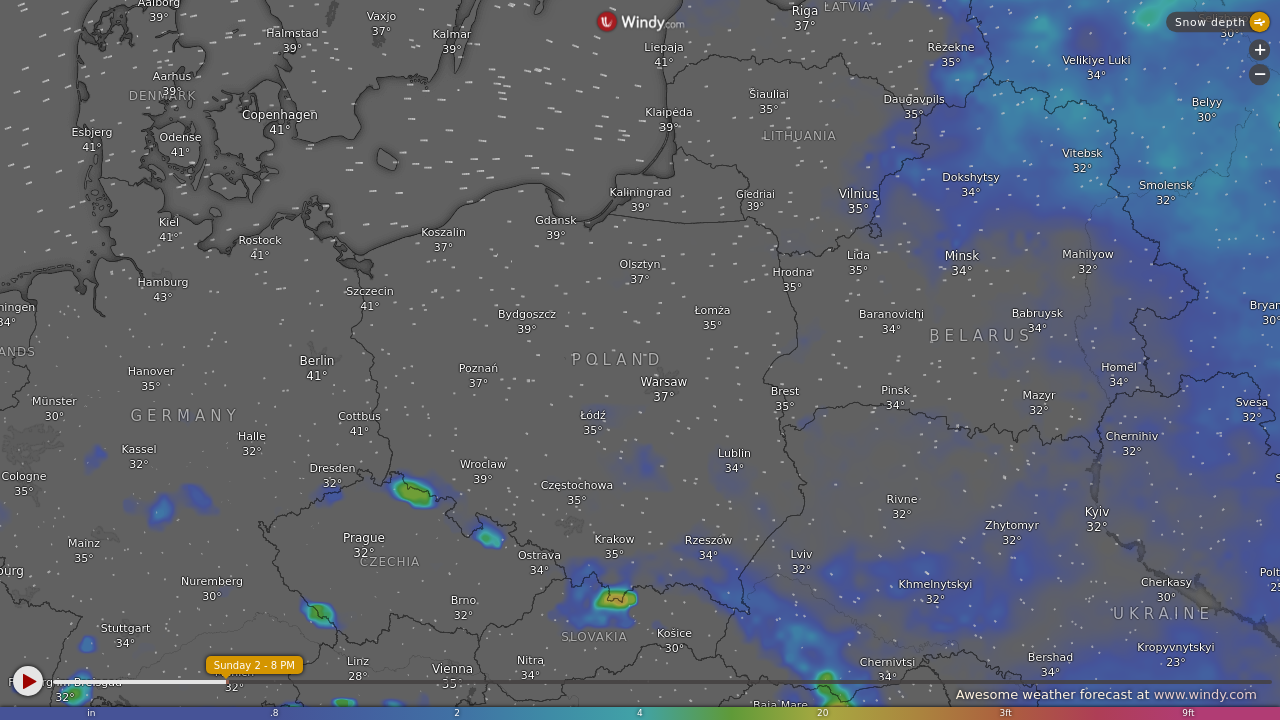 Aalborg
39°
Vaxjo
37°
Halmstad
39°
Kalmar
39°
Windy.com
Riga
37°
LATVIA
Snow depth
30°
Liepaja
41°
Rēzekne
35°
Velikiye Luki
34°
+
−
Aarhus
39°
DENMARK
Copenhagen
41°
Esbjerg
41°
Odense
41°
Klaipėda
39°
Šiauliai
35°
Daugavpils
35°
Belyy
30°
LITHUANIA
Vitebsk
32°
Kaliningrad
39°
Giedriai
39°
Vilnius
35°
Dokshytsy
34°
Smolensk
32°
Kiel
41°
Rostock
41°
Koszalin
37°
Gdansk
39°
Olsztyn
37°
Hrodna
35°
Lida
35°
Minsk
34°
Mahilyow
32°
Hamburg
43°
Szczecin
41°
ningen
34°
Bydgoszcz
39°
Łomża
35°
Baranovichi
34°
Babruysk
34°
BELARUS
Bryan
30°
ANDS
Hanover
35°
Berlin
41°
Poznań
37°
POLAND
Warsaw
37°
Brest
35°
Pinsk
34°
Homel
34°
Mazyr
32°
Svesa
32°
Münster
30°
GERMANY
Cottbus
41°
Łódź
35°
Halle
32°
Kassel
32°
Chernihiv
32°
Cologne
35°
Dresden
32°
Wroclaw
39°
Częstochowa
35°
Lublin
34°
Rivne
32°
Zhytomyr
32°
Kyiv
32°
Mainz
35°
Prague
32°
CZECHIA
Ostrava
34°
Krakow
35°
Rzeszow
34°
Lviv
32°
Khmelnytskyi
32°
Cherkasy
30°
Polt
Nuremberg
30°
Brno
32°
UKRAINE
Stuttgart
34°
SLOVAKIA
Košice
30°
Kropyvnytskyi
23°
Sunday 2 - 8 PM
32°
Linz
28°
Vienna
35°
Nitra
34°
Chernivtsi
34°
Bershad
34°
32°
Baia Mare
Awesome weather forecast at www.windy.com
in .8 2 4 20 3ft 9ft